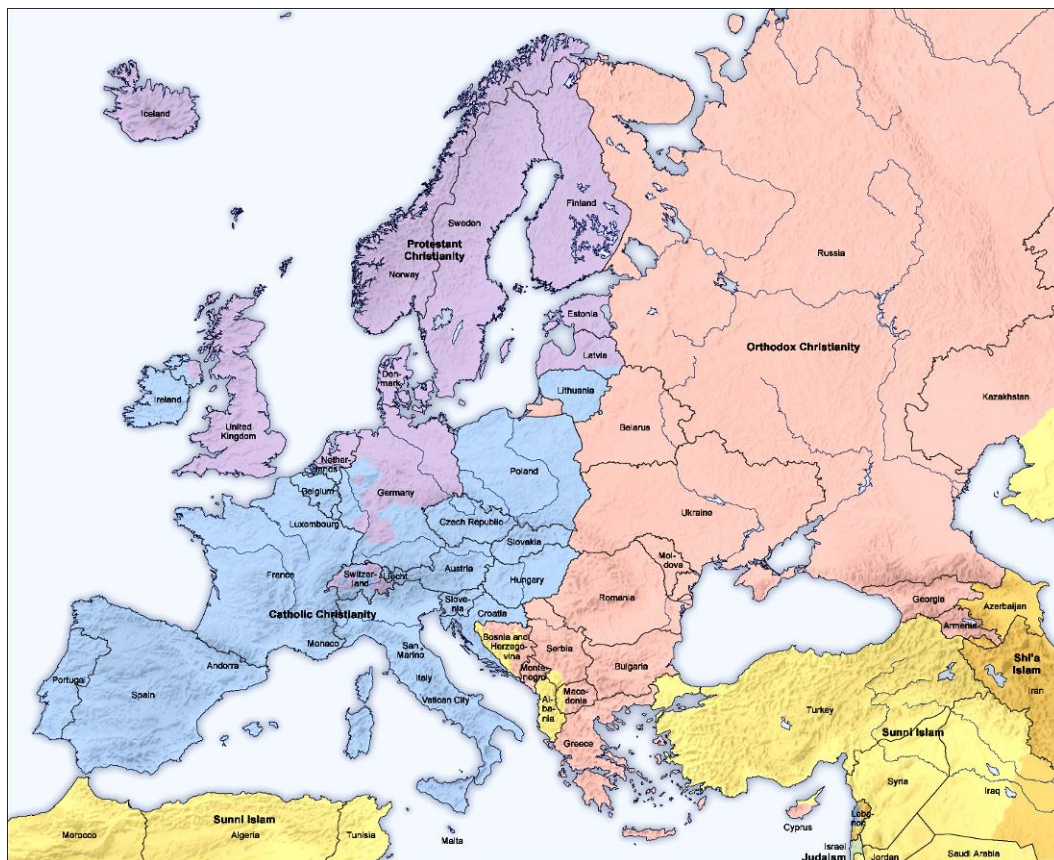 Iceland
Finland
Sweden
Protestant
Christianity
Norway
Russia
Estonia
Orthodox Christianity
Latvia
Den-
mark
Lithuania
Kazakhstan
Ireland
United
Kingdom
Belarus
Nether-
lands
Poland
Belgium
Germany
Ukraine
Luxembourg
Czech Republic
Slovakia
Mol-
dova
Austria
France
Switzer-
land
Liecht.
Hungary
Romania
Slove-
nia
Croatia
Georgia
Azerbaijan
Catholic Christianity
Armenia
Bosnia and
Herzego-
vina
Serbia
Monaco
San
Marino
Shi'a
Islam
Andorra
Italy
Monte-
negro
Bulgaria
Iran
Portugal
Spain
Vatican City
Al-
bania
Mace-
donia
Turkey
Sunni Islam
Greece
Syria
Iraq
Sunni Islam
Leba-
non
Morocco
Algeria
Tunisia
Malta
Cyprus
Israel
Judaism
Jordan
Saudi Arabia